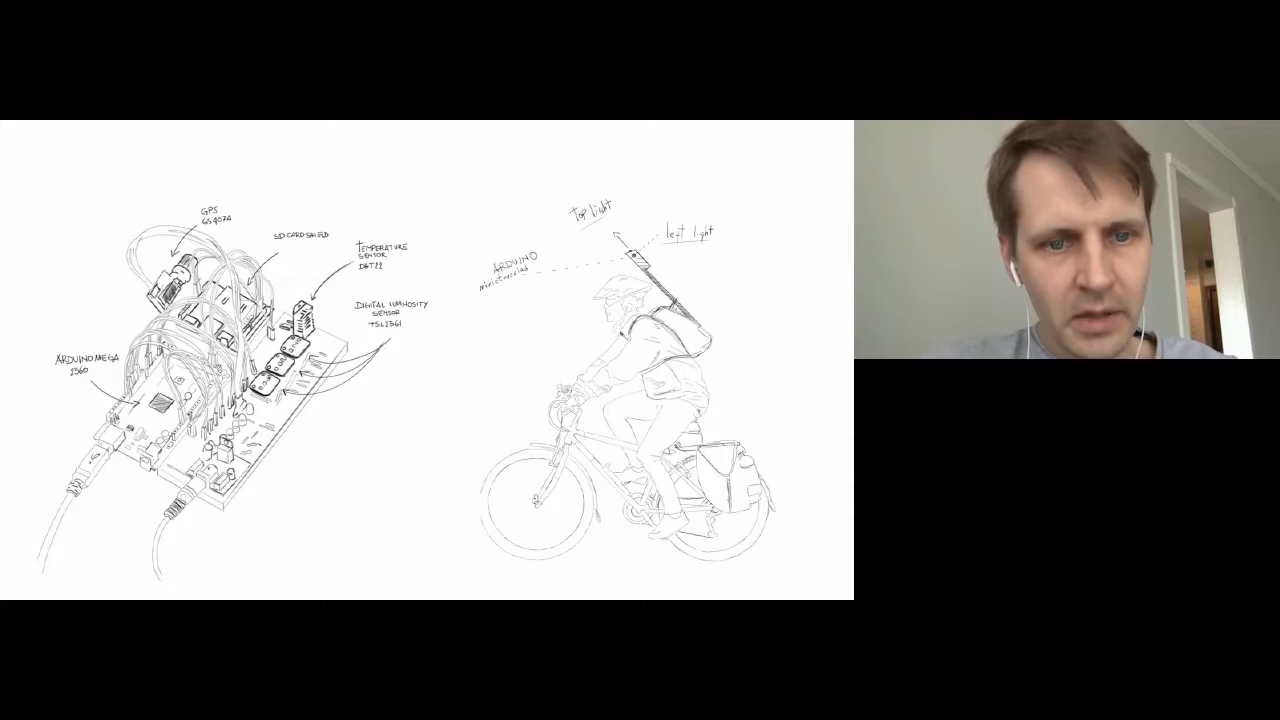 GPS
GS407A
SD CARD SHIELD
TEMPERATURE
SENSOR
DHT22
DIGITAL LUMINOSITY
SENSOR
TSL2561
ARDUINO MEGA
2560
top light
left light
ARDUINO